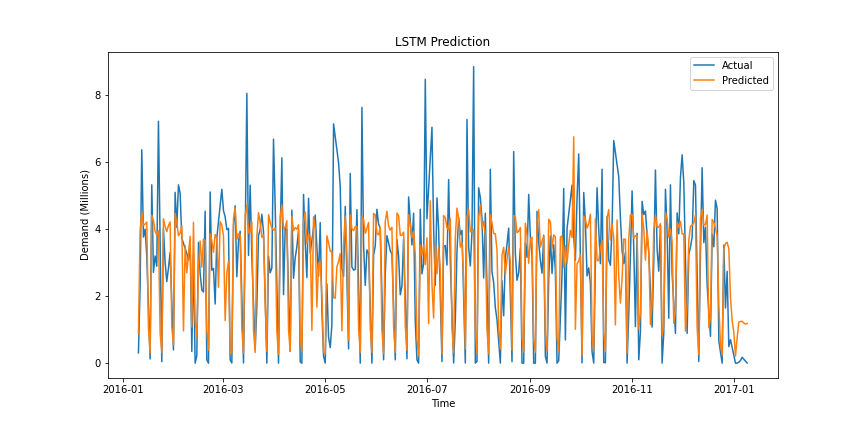 LSTM Prediction
Actual
Predicted
Demand (Millions)
8
6
4
2
0
2016-01
2016-03
2016-05
2016-07
2016-09
2016-11
2017-01
Time